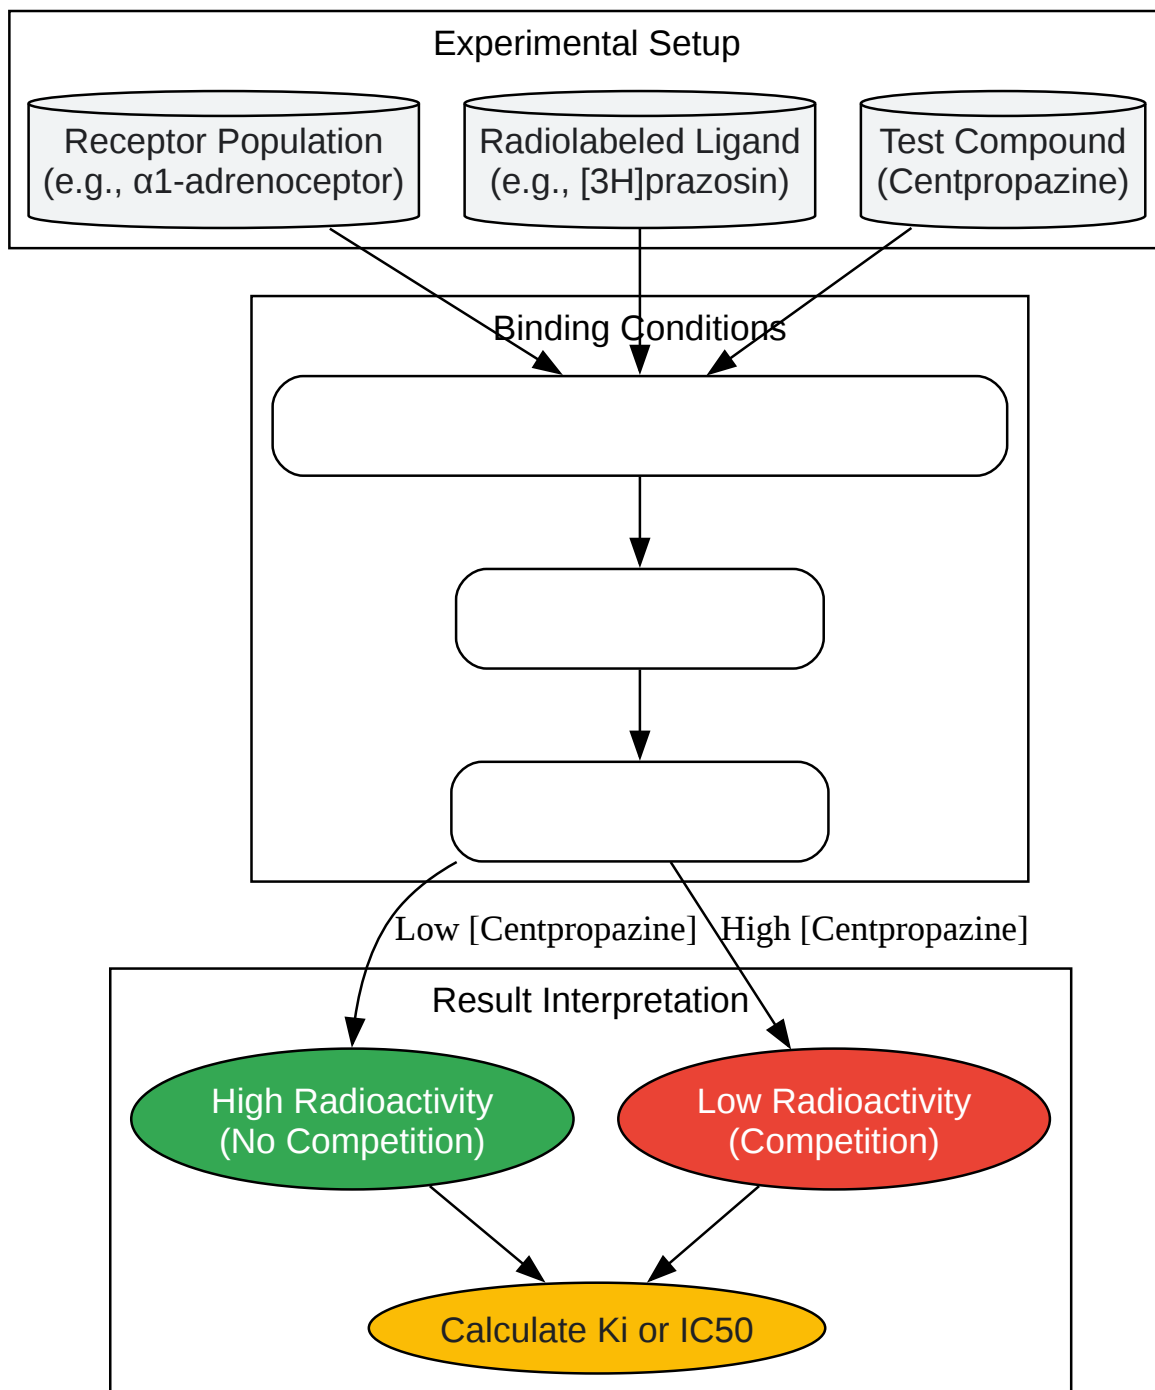 Experimental Setup
Receptor Population
(e.g., α1-adrenoceptor)
Radiolabeled Ligand
(e.g., [3H]prazosin)
Test Compound
(Centpropazine)
Binding Conditions
Low [Centpropazine]
High [Centpropazine]
Result Interpretation
High Radioactivity
(No Competition)
Low Radioactivity
(Competition)
Calculate Ki or IC50